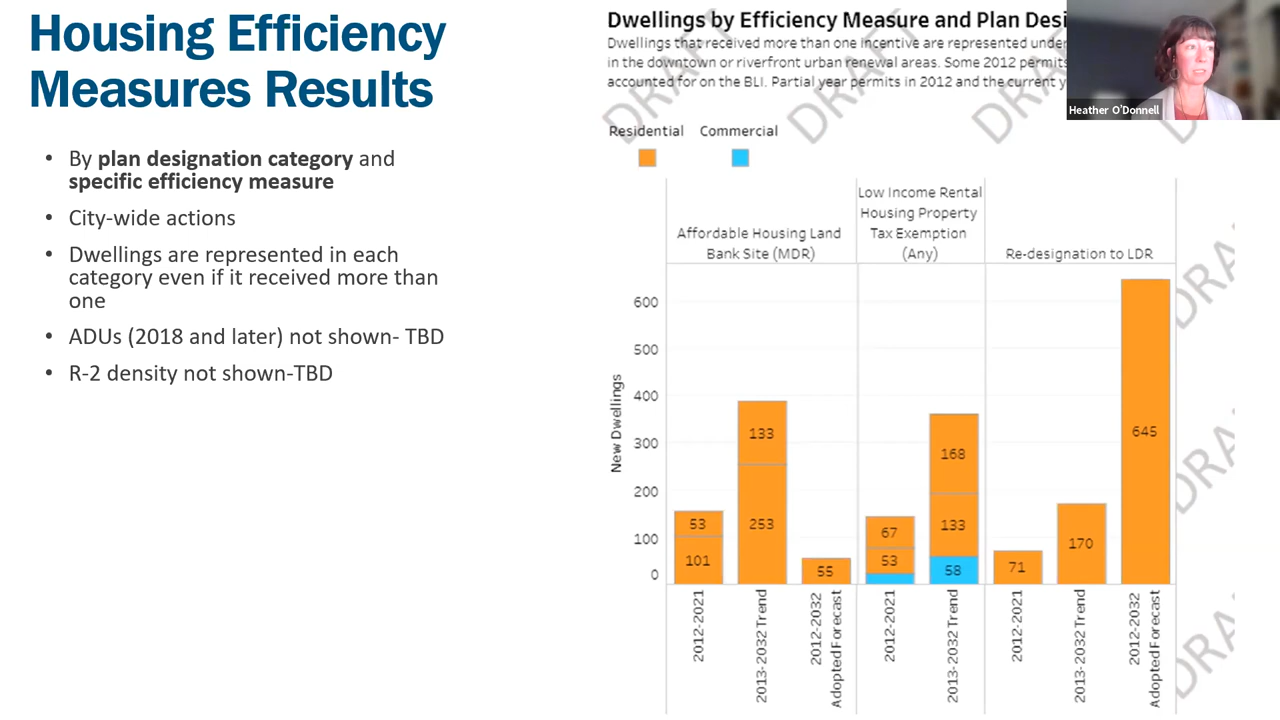 Housing Efficiency
Measures Results
• By plan designation category and
specific efficiency measure
• City-wide actions
• Dwellings are represented in each
category even if it received more than
one
• ADUs (2018 and later) not shown- TBD
• R-2 density not shown-TBD
Dwellings by Efficiency Measure and Plan Desi
Dwellings that received more than one incentive are represented under
in the downtown or riverfront urban renewal areas. Some 2012 permits
accounted for on the BLI. Partial year permits in 2012 and the current y
Heather O'Donnell
DRAFT
DRAFT
DRAFT
Residential Commercial
Affordable Housing Land
Bank Site (MDR)
Low Income Rental
Housing Property
Tax Exemption
(Any)
Re-designation to LDR
New Dwellings
600
500
400
300
200
100
0
53
101
133
253
55
67
53
168
133
58
71
170
645
2012-2021
2013-2032 Trend
2012-2032
Adopted Forecast
2012-2021
2013-2032 Trend
2012-2021
2013-2032 Trend
2012-2032
Adopted Forecast
DRA
DRA
DRA